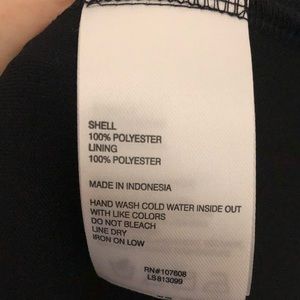 SHELL
100% POLYESTER
LINING
100% POLYESTER
MADE IN INDONESIA
HAND WASH COLD WATER INSIDE OUT
WITH LIKE COLORS
DO NOT BLEACH
LINE DRY
IRON ON LOW
RN#107608
LS813099